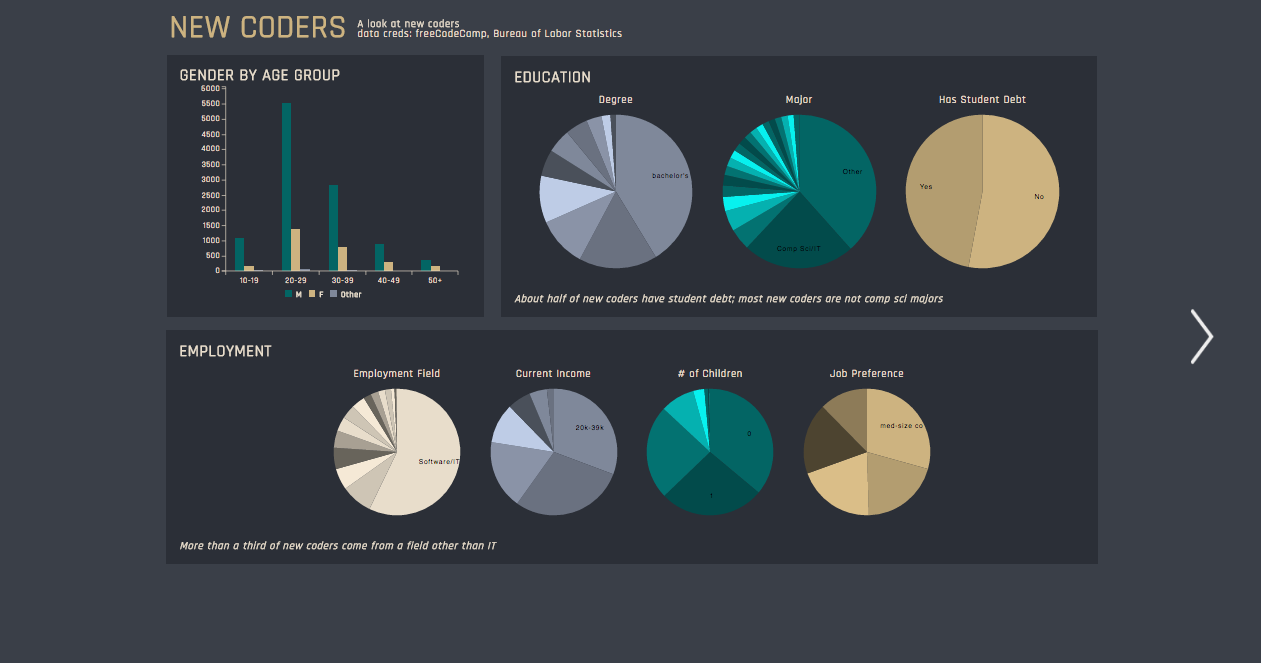 NEW CODERS
A look at new coders
data creds: freeCodeCamp, Bureau of Labor Statistics
GENDER BY AGE GROUP
6000
5500
5000
4500
4000
3500
3000
2500
2000
1500
1000
500
0
10-19 20-29 30-39 40-49 50+
M F Other
EDUCATION
Degree Major Has Student Debt
bachelor's
Other
Comp Sci/IT
Yes
No
About half of new coders have student debt; most new coders are not comp sci majors
EMPLOYMENT
Employment Field Current Income # of Children Job Preference
Software/IT
20k-39k
0
1
med-size co
More than a third of new coders come from a field other than IT